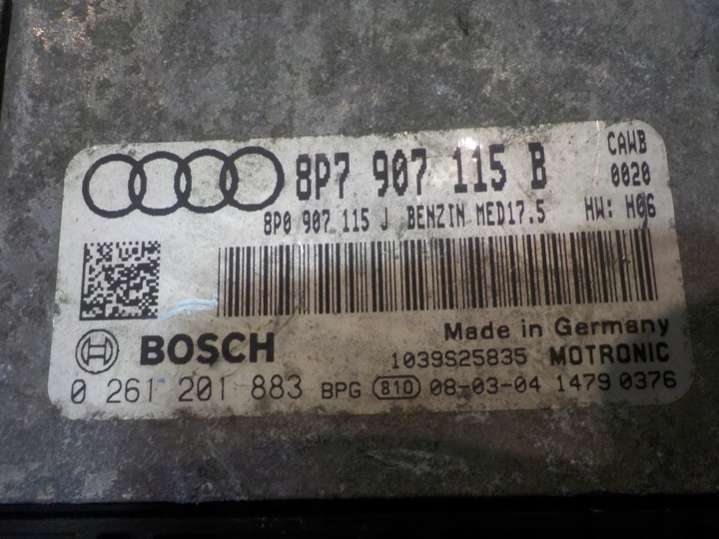 8P7 907 115 B CAWB
8P0 907 115 J BENZIN MED17.5 0020
HW: H06
Made in Germany
BOSCH 1039S25835 MOTRONIC
0 261 201 883 BPG 810 08-03-04 1479 0376